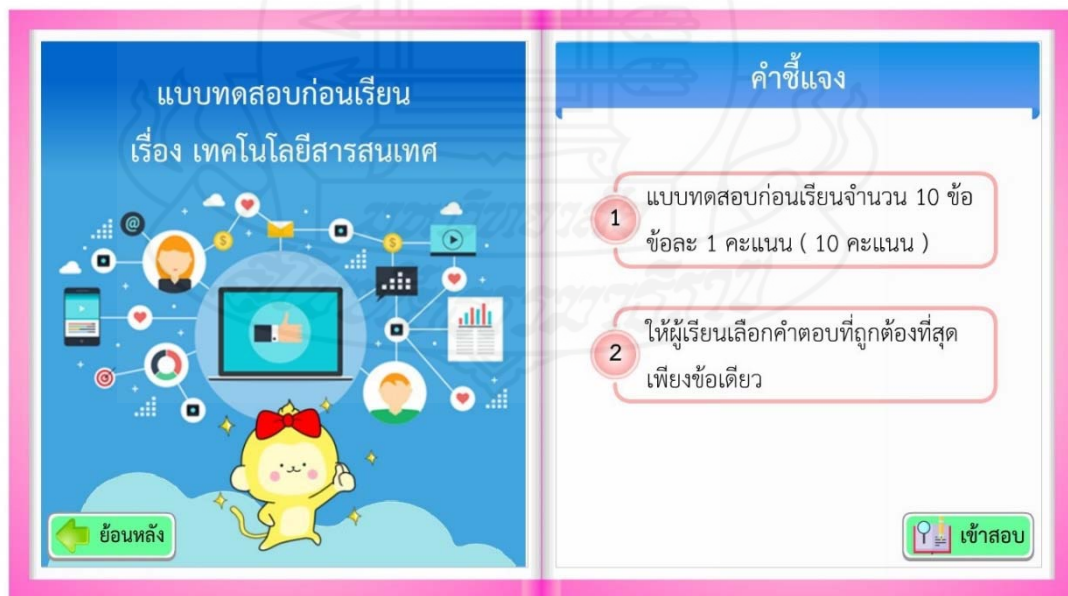 แบบทดสอบก่อนเรียน
เรื่อง เทคโนโลยีสารสนเทศ
@
$
$
ย้อนหลัง
คำชี้แจง
1
แบบทดสอบก่อนเรียนจำนวน 10 ข้อ
ข้อละ 1 คะแนน ( 10 คะแนน )
2
ให้ผู้เรียนเลือกคำตอบที่ถูกต้องที่สุด
เพียงข้อเดียว
เข้าสอบ